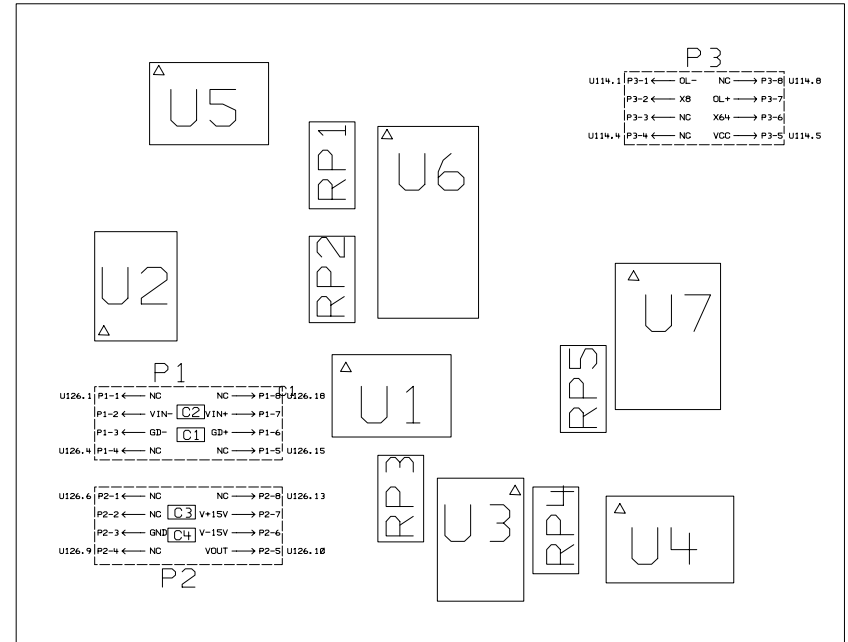 P3
U114.1 P3-1 ← OL- NC → P3-8 U114.8
P3-2 ← X8 OL+ → P3-7
P3-3 ← NC X64 → P3-6
U114.4 P3-4 ← NC VCC → P3-5 U114.5
U5
RP1
U6
U2
RP2
U7
P1
U126.1 P1-1 ← NC NC → P1-8 U126.18
P1-2 ← VIN- C2 VIN+ → P1-7
P1-3 ← GD- C1 GD+ → P1-6
U126.4 P1-4 ← NC NC → P1-5 U126.15
U1
RP5
RP3
U126.6 P2-1 ← NC NC → P2-8 U126.13
P2-2 ← NC C3 V+15V → P2-7
P2-3 ← GND C4 V-15V → P2-6
U126.9 P2-4 ← NC VOUT → P2-5 U126.10
P2
U3
RP4
U4